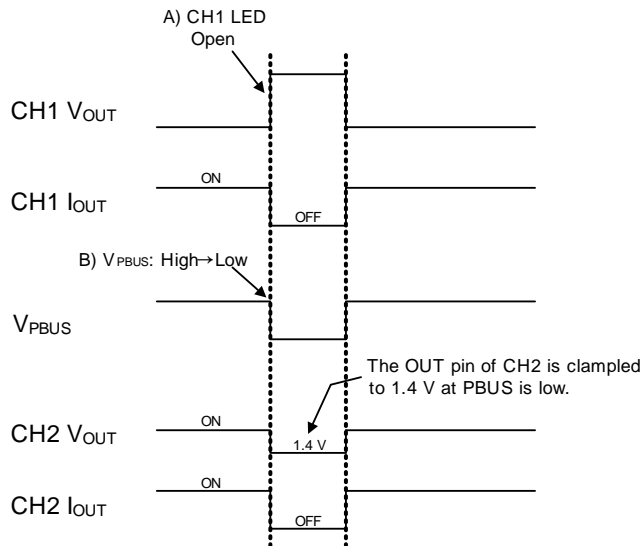 A) CH1 LED
Open
CH1 VOUT
ON
CH1 IOUT
OFF
B) VPBUS: High→Low
VPBUS
The OUT pin of CH2 is clamped
to 1.4 V at PBUS is low.
ON
CH2 VOUT
1.4 V
ON
CH2 IOUT
OFF